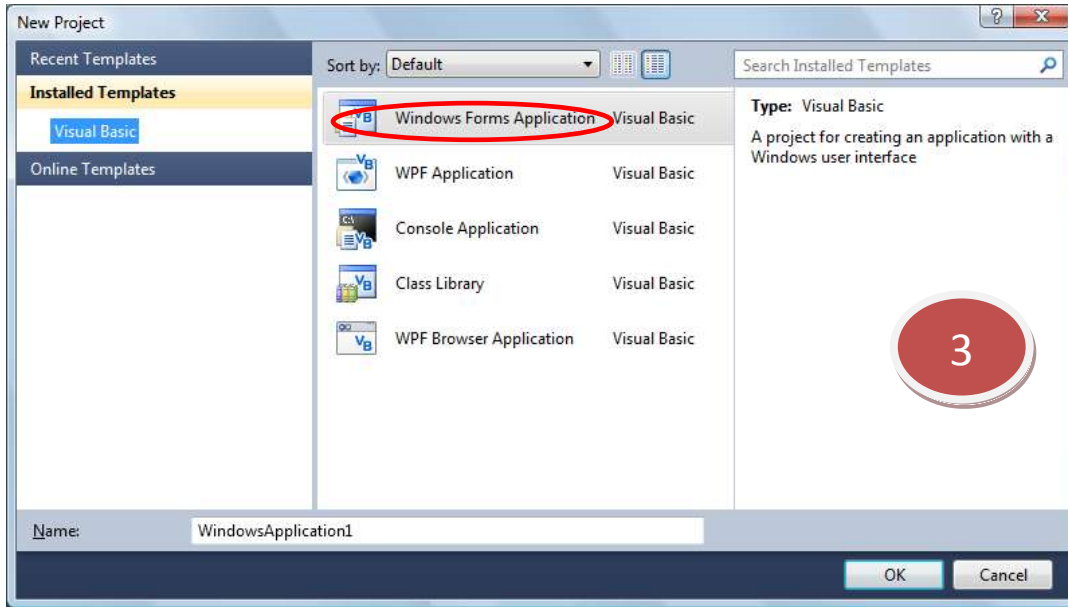 New Project
Recent Templates
Installed Templates
Visual Basic
Online Templates
Sort by: Default
Search Installed Templates
Windows Forms Application Visual Basic
WPF Application Visual Basic
Console Application Visual Basic
Class Library Visual Basic
WPF Browser Application Visual Basic
Type: Visual Basic
A project for creating an application with a
Windows user interface
3
Name: WindowsApplication1
OK Cancel